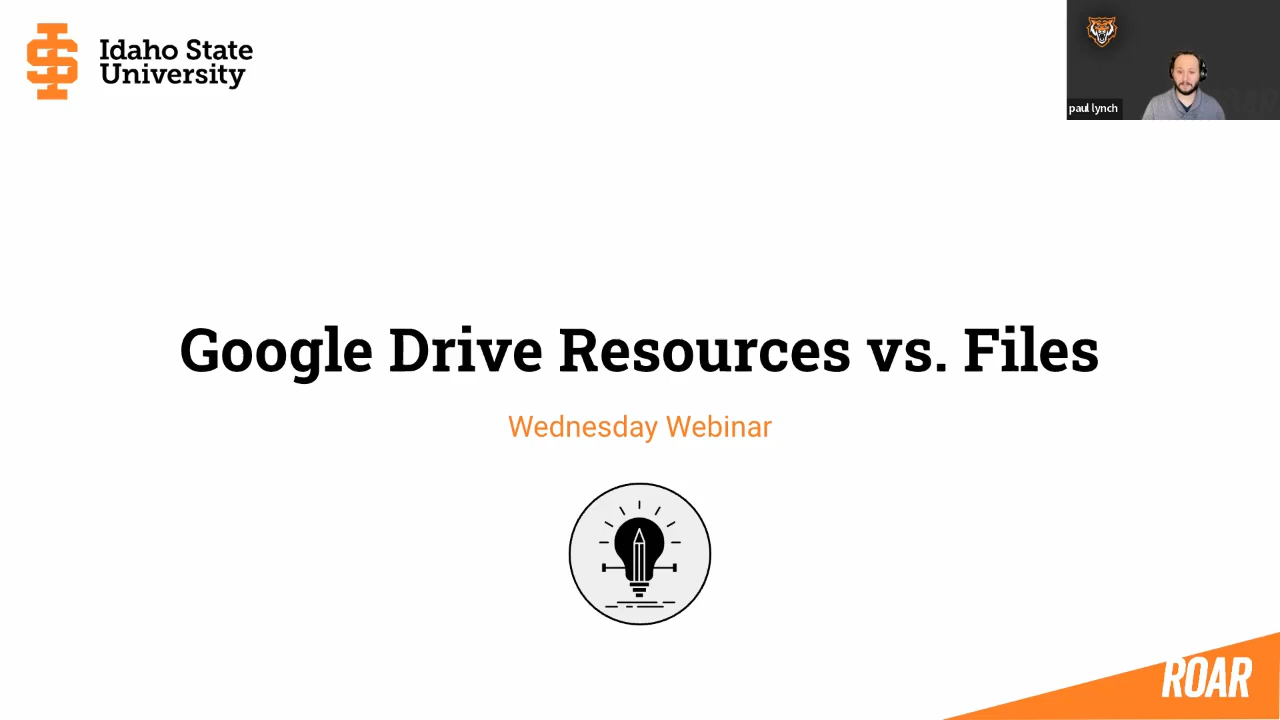 Idaho State
University
paul lynch
Google Drive Resources vs. Files
Wednesday Webinar
ROAR